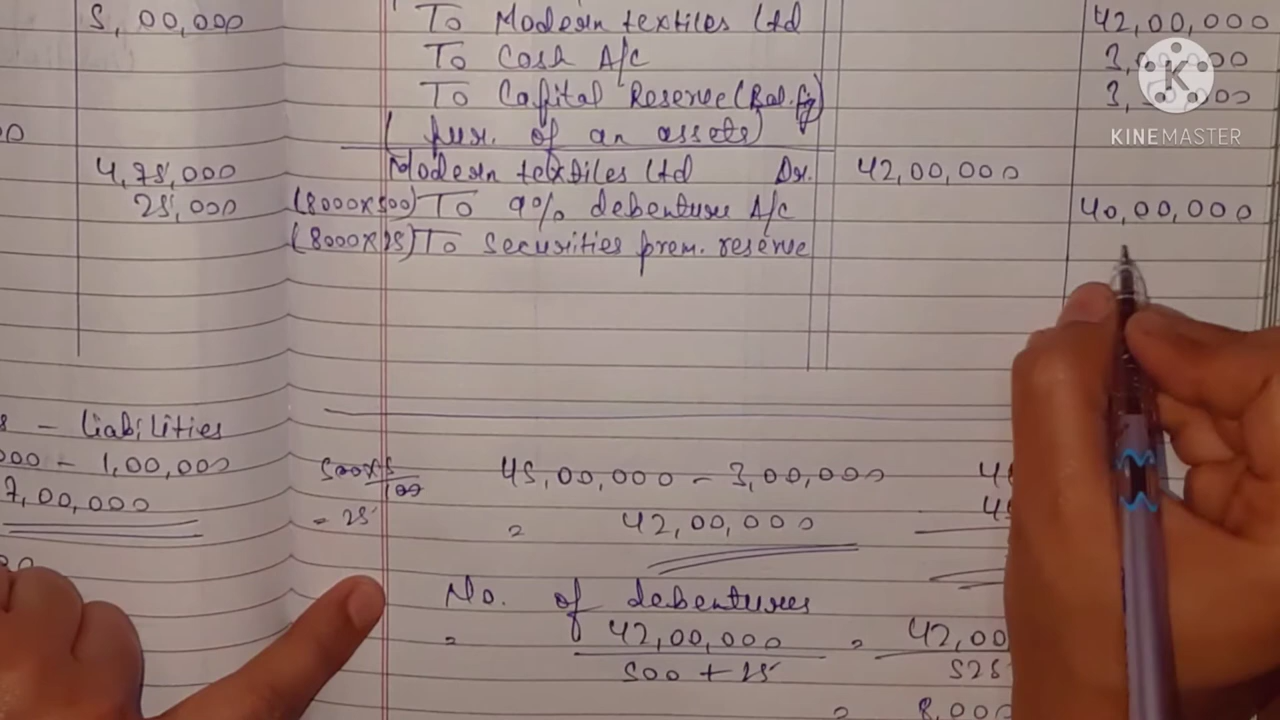 5,00,000
To Modern textiles Ltd 42,00,000
To Cash A/c
To Capital Reserve (Bal. fig)
(pur. of an assets)
KINEMASTER
4,75,000
Modern textiles Ltd Dr. 42,00,000
25,000
(8000×500) To 9% debenture A/c 40,00,000
(8000×25) To Securities prem. reserve
- liabilities
000 - 1,00,000
7,00,000
500×5/100
= 25
45,00,000 - 3,00,000
= 42,00,000
No. of debentures
= 42,00,000 = 42,00
500 + 25 525
= 8,000